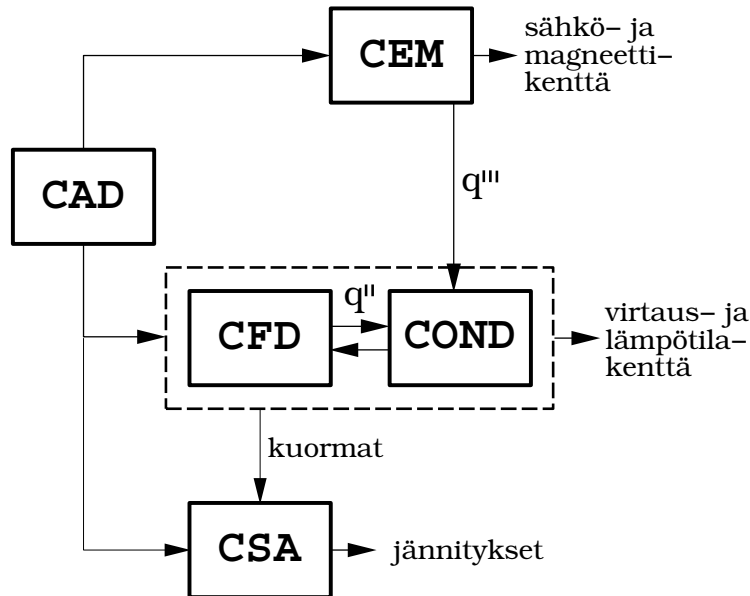 CEM
sähkö– ja
magneetti–
kenttä
CAD
q'''
CFD
q''
COND
virtaus– ja
lämpötila–
kenttä
kuormat
CSA
jännitykset